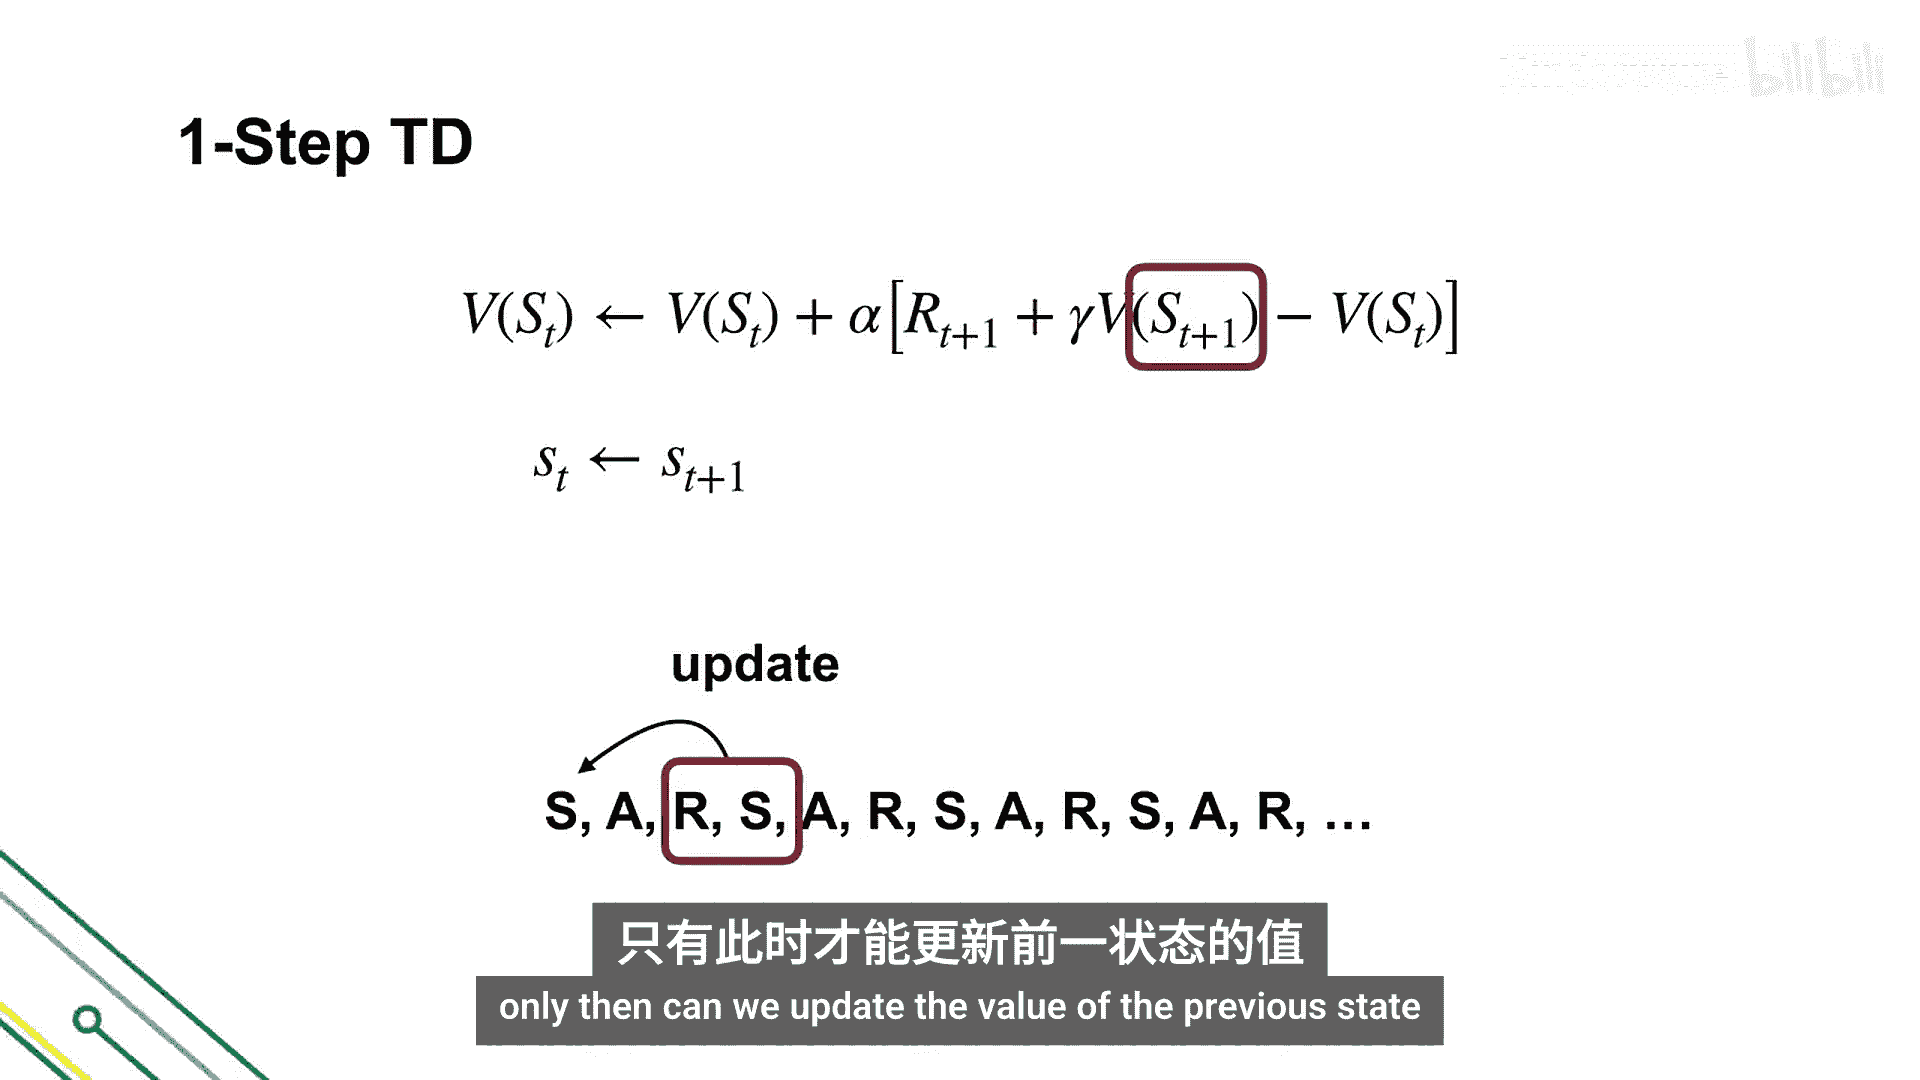 bilibili
1-Step TD
V(S_t) ← V(S_t) + α[R_{t+1} + γV(S_{t+1}) − V(S_t)]
s_t ← s_{t+1}
update
S, A, R, S, A, R, S, A, R, S, A, R, …
只有此时才能更新前一状态的值
only then can we update the value of the previous state